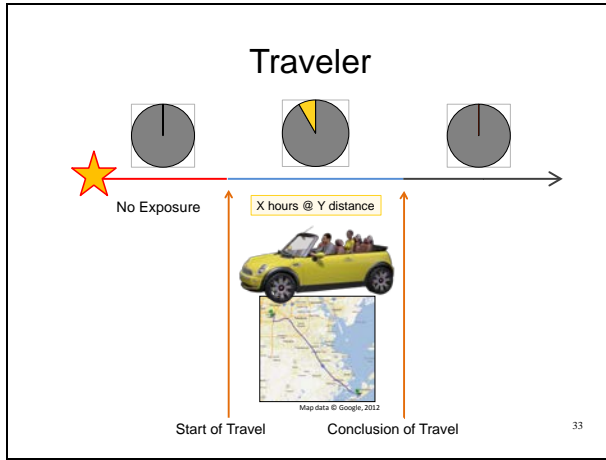 Traveler
No Exposure
X hours @ Y distance
Map data © Google, 2012
Start of Travel
Conclusion of Travel
33